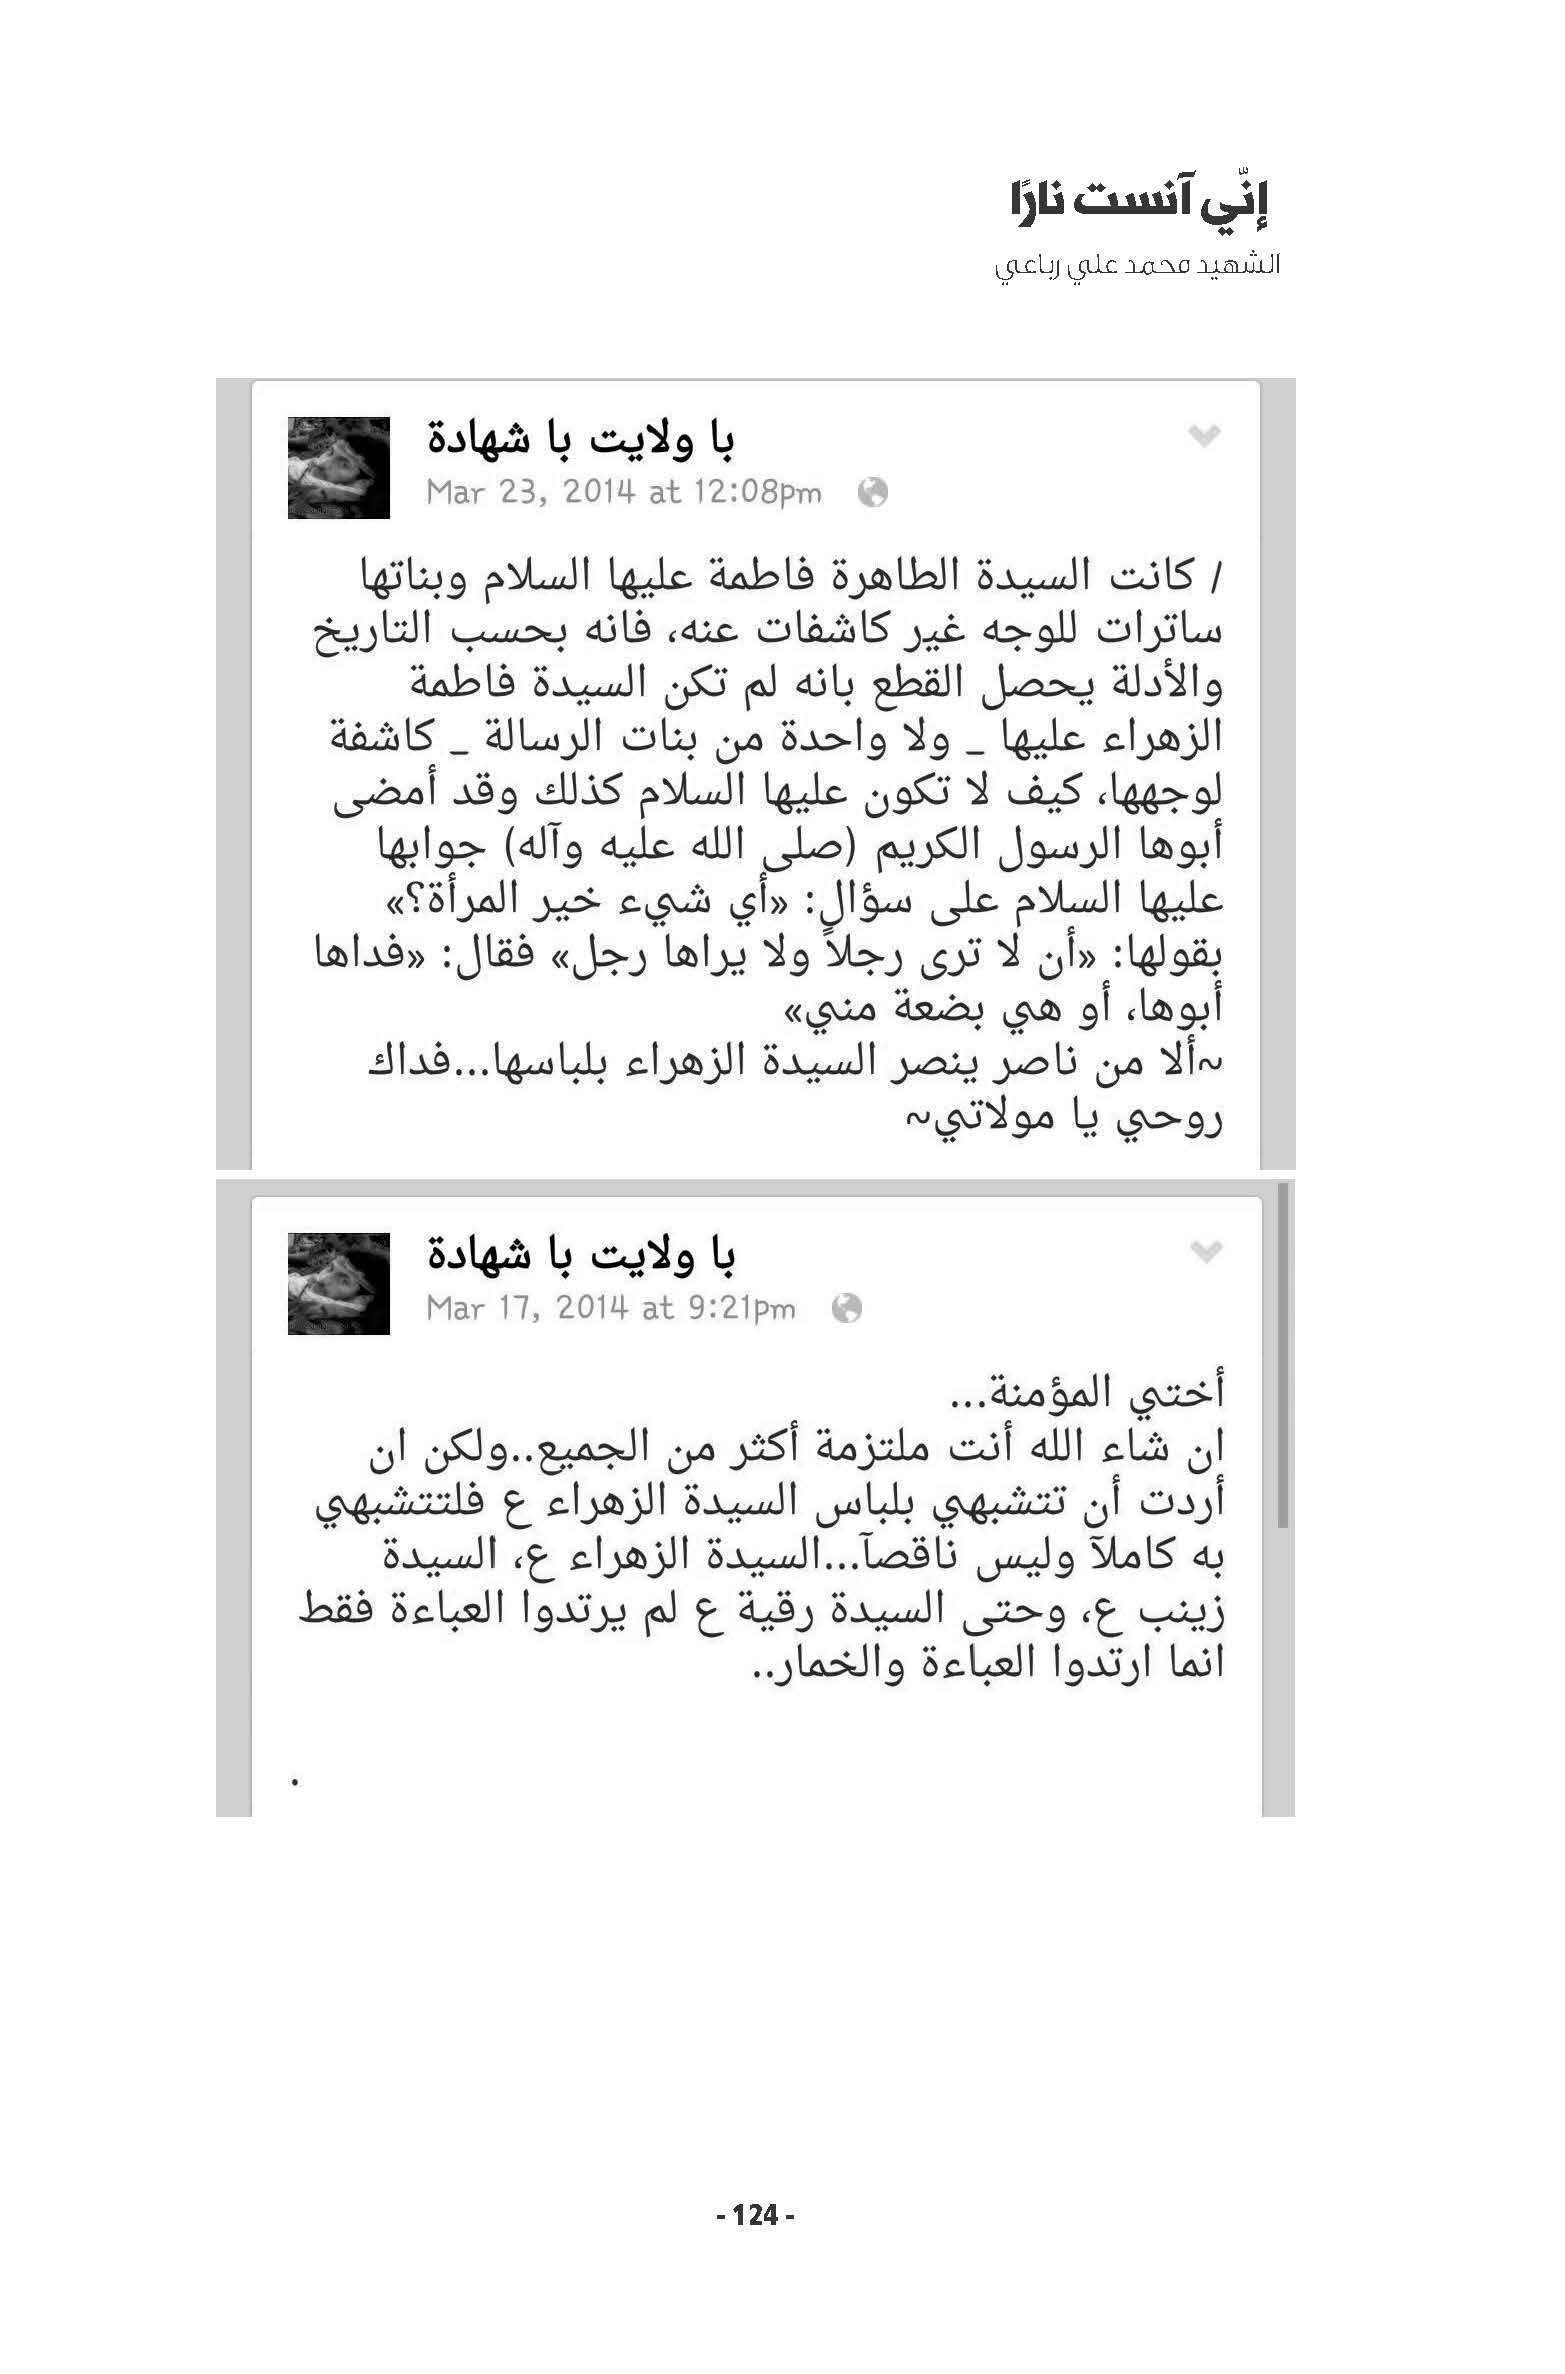 إنّي آنست نارًا
الشهيد محمد علي رباعي
با ولايت با شهادة
Mar 23, 2014 at 12:08pm
/ كانت السيدة الطاهرة فاطمة عليها السلام وبناتها
ساترات للوجه غير كاشفات عنه، فانه بحسب التاريخ
والأدلة يحصل القطع بانه لم تكن السيدة فاطمة
الزهراء عليها _ ولا واحدة من بنات الرسالة _ كاشفة
لوجهها، كيف لا تكون عليها السلام كذلك وقد أمضى
أبوها الرسول الكريم (صلى الله عليه وآله) جوابها
عليها السلام على سؤال: «أي شيء خير المرأة؟»
بقولها: «أن لا ترى رجلاً ولا يراها رجل» فقال: «فداها
أبوها، أو هي بضعة مني»
~ألا من ناصر ينصر السيدة الزهراء بلباسها...فداك
روحي يا مولاتي~
با ولايت با شهادة
Mar 17, 2014 at 9:21pm
أختي المؤمنة...
ان شاء الله أنت ملتزمة أكثر من الجميع..ولكن ان
أردت أن تتشبهي بلباس السيدة الزهراء ع فلتتشبهي
به كاملآ وليس ناقصآ...السيدة الزهراء ع، السيدة
زينب ع، وحتى السيدة رقية ع لم يرتدوا العباءة فقط
انما ارتدوا العباءة والخمار..
.
- 124 -